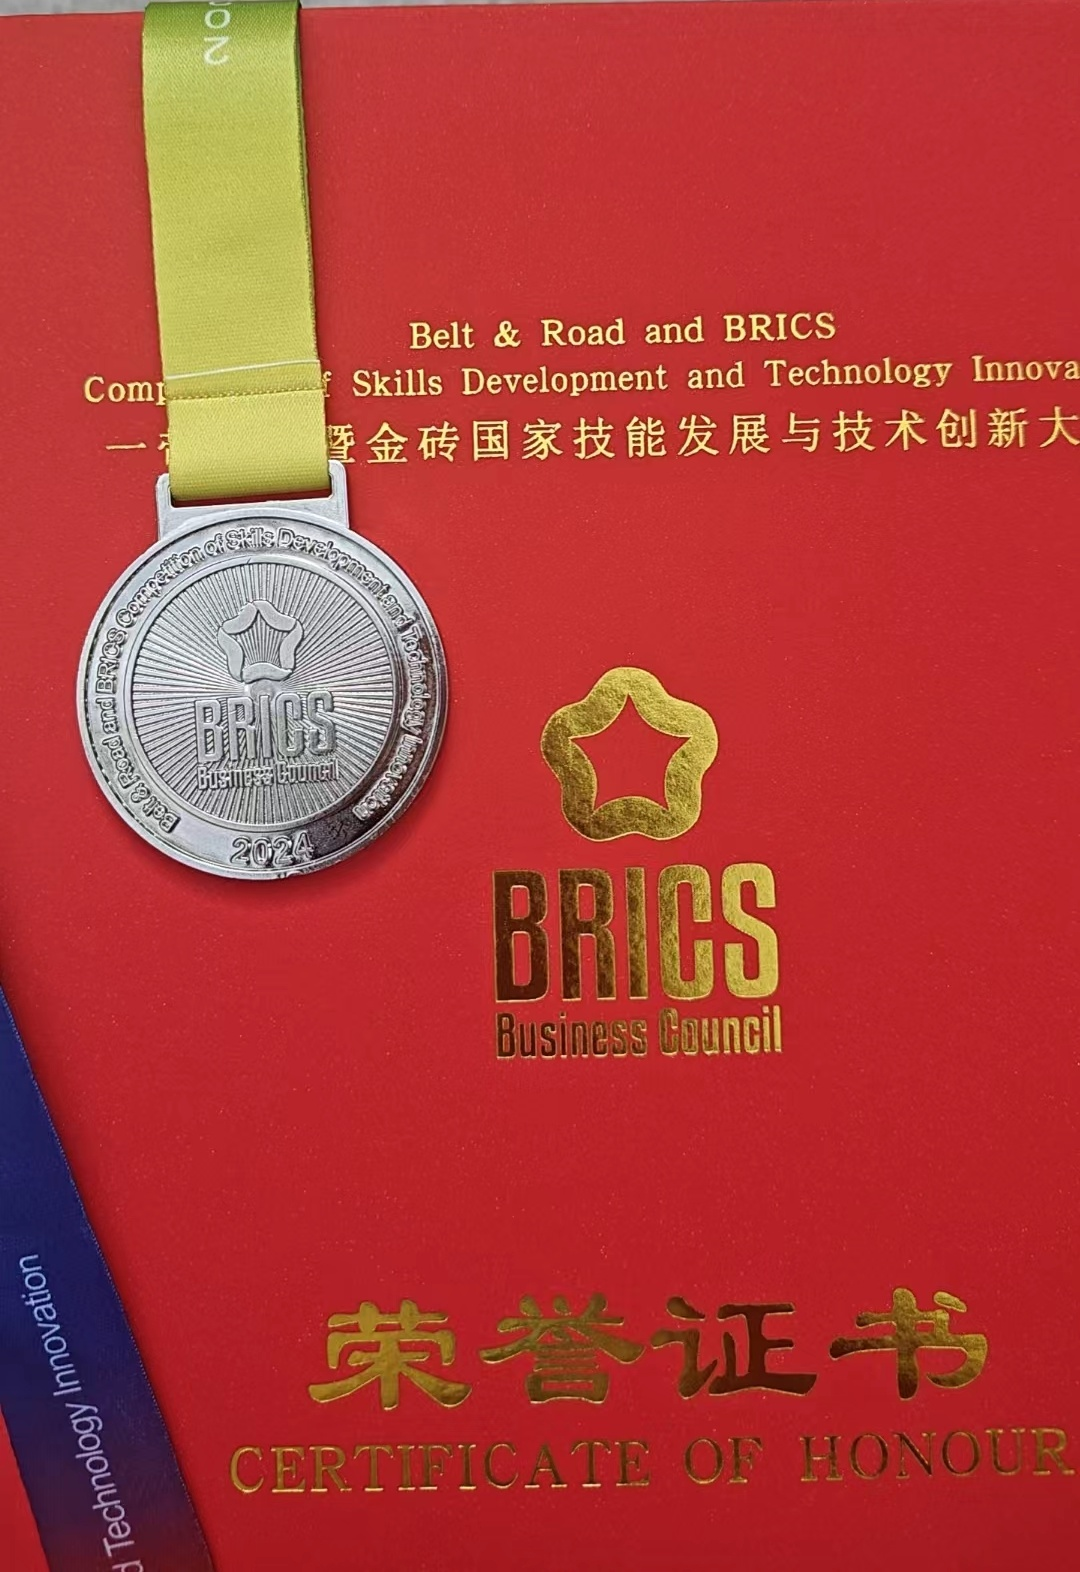 Belt & Road and BRICS
Skills Development and Technology
金砖国家技能发展与技术创新大
Belt & Road and BRICS Competition of Skills Development and Technology Innovation
BRICS
Business Council
2024
BRICS
Business Council
荣誉证书
CERTIFICATE OF HONOUR
Technology Innovation